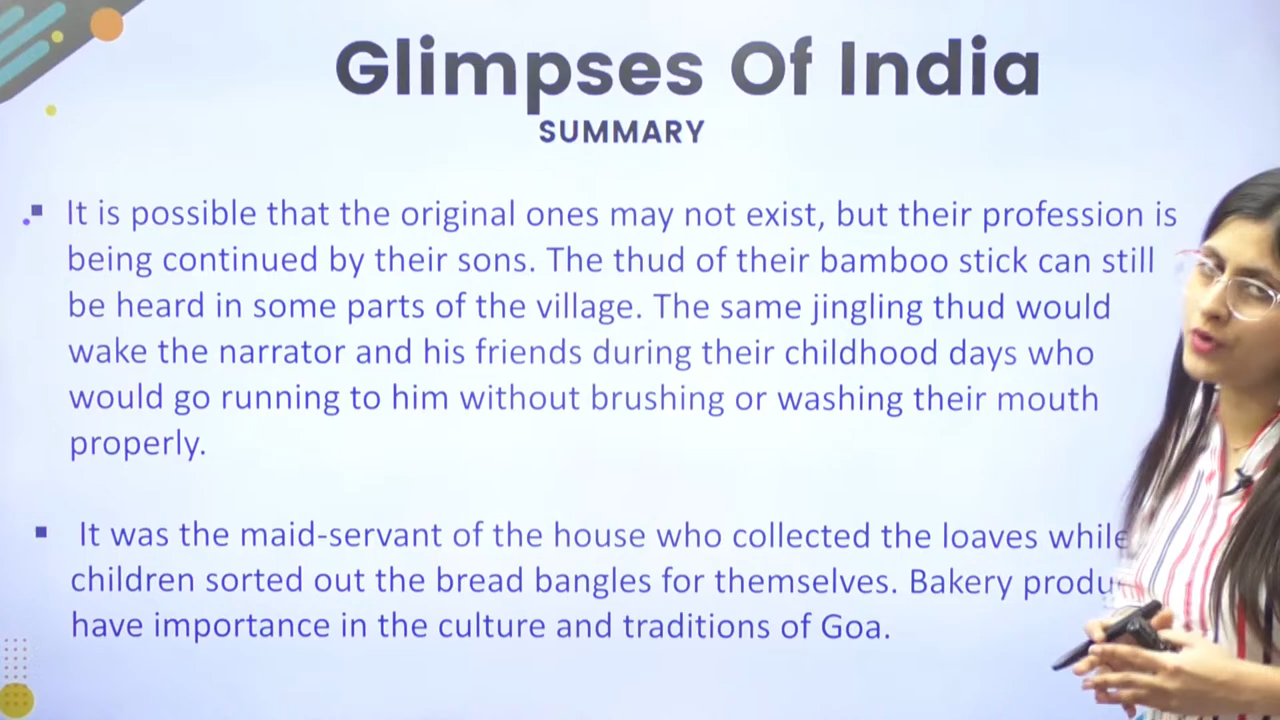 Glimpses Of India
SUMMARY
It is possible that the original ones may not exist, but their profession is
being continued by their sons. The thud of their bamboo stick can still
be heard in some parts of the village. The same jingling thud would
wake the narrator and his friends during their childhood days who
would go running to him without brushing or washing their mouth
properly.
It was the maid-servant of the house who collected the loaves while
children sorted out the bread bangles for themselves. Bakery
have importance in the culture and traditions of Goa.